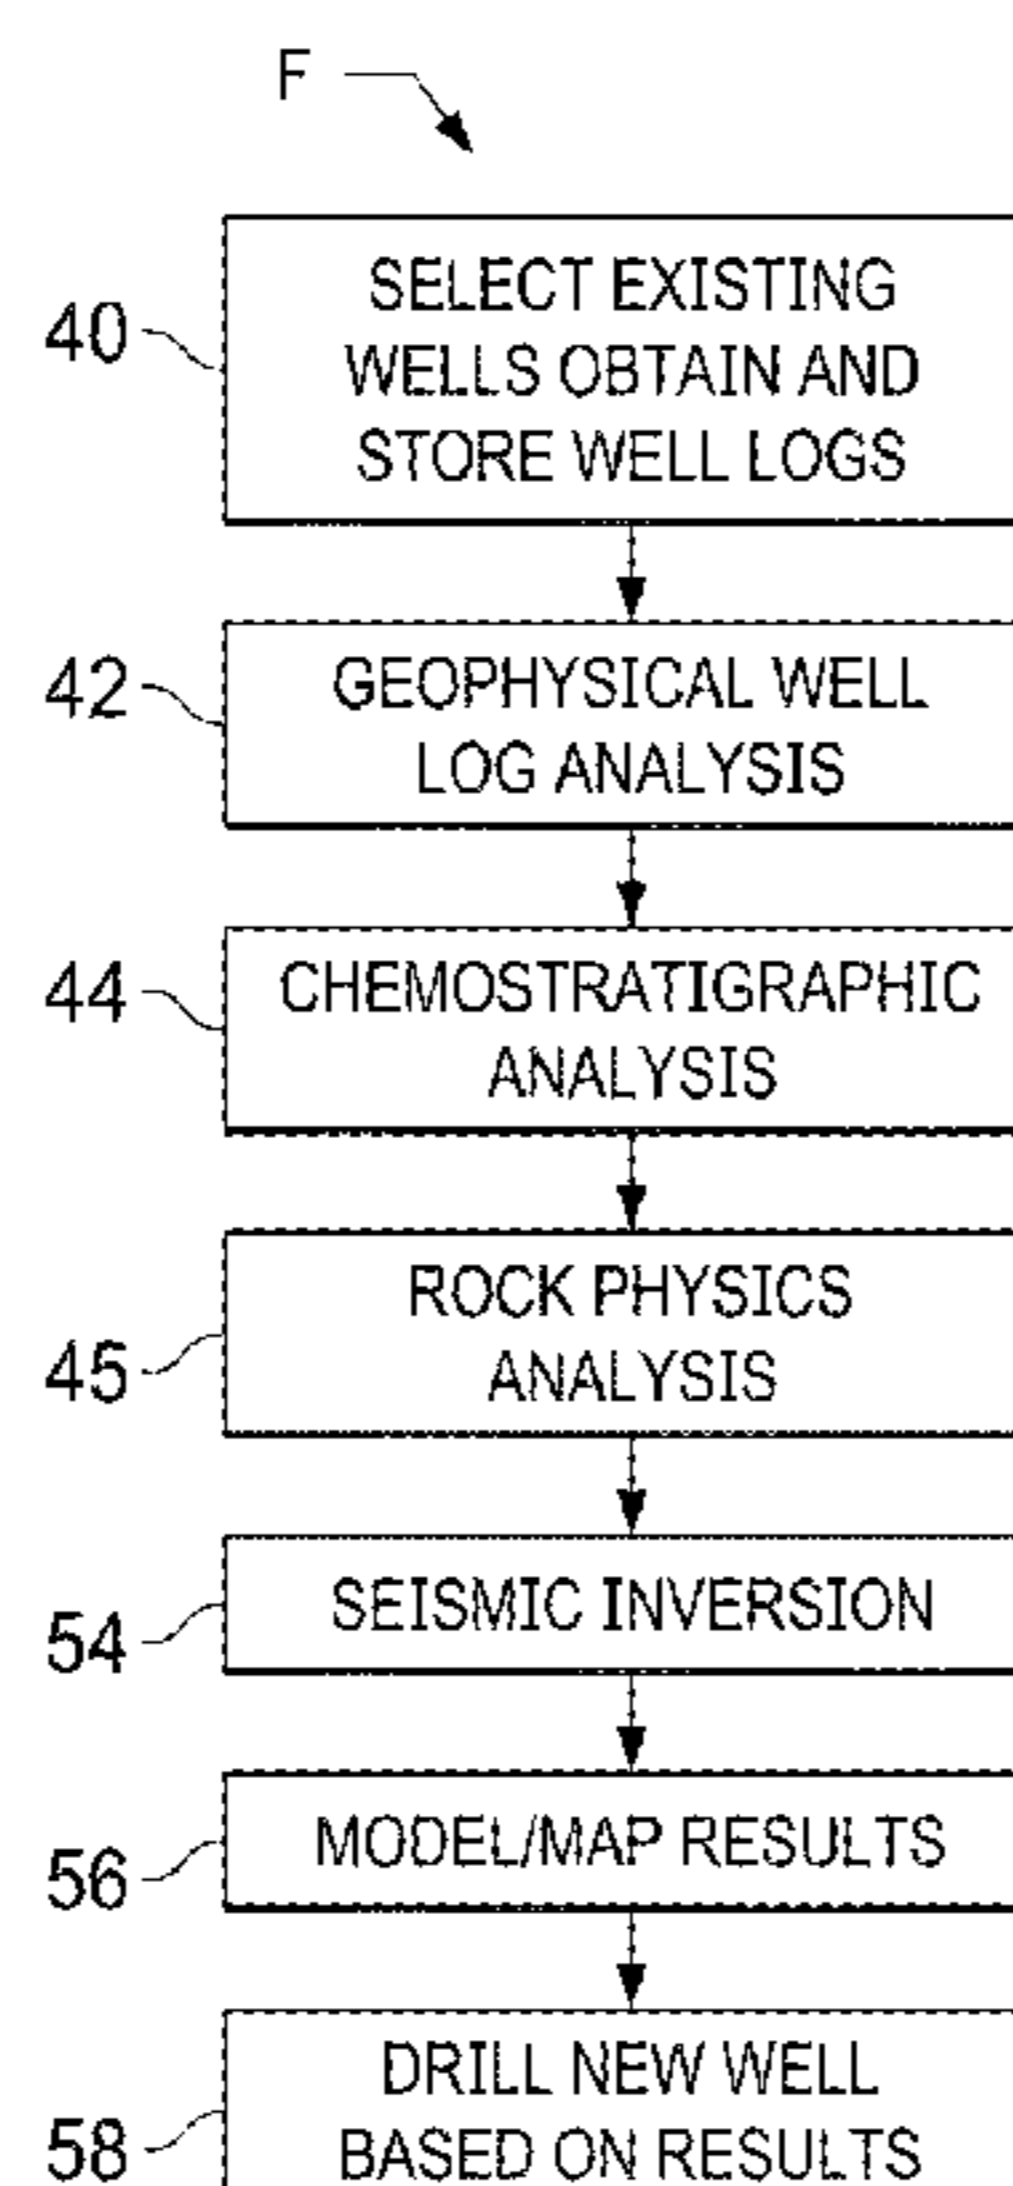 F
40
SELECT EXISTING
WELLS OBTAIN AND
STORE WELL LOGS
42
GEOPHYSICAL WELL
LOG ANALYSIS
44
CHEMOSTRATIGRAPHIC
ANALYSIS
45
ROCK PHYSICS
ANALYSIS
54
SEISMIC INVERSION
56
MODEL/MAP RESULTS
58
DRILL NEW WELL
BASED ON RESULTS